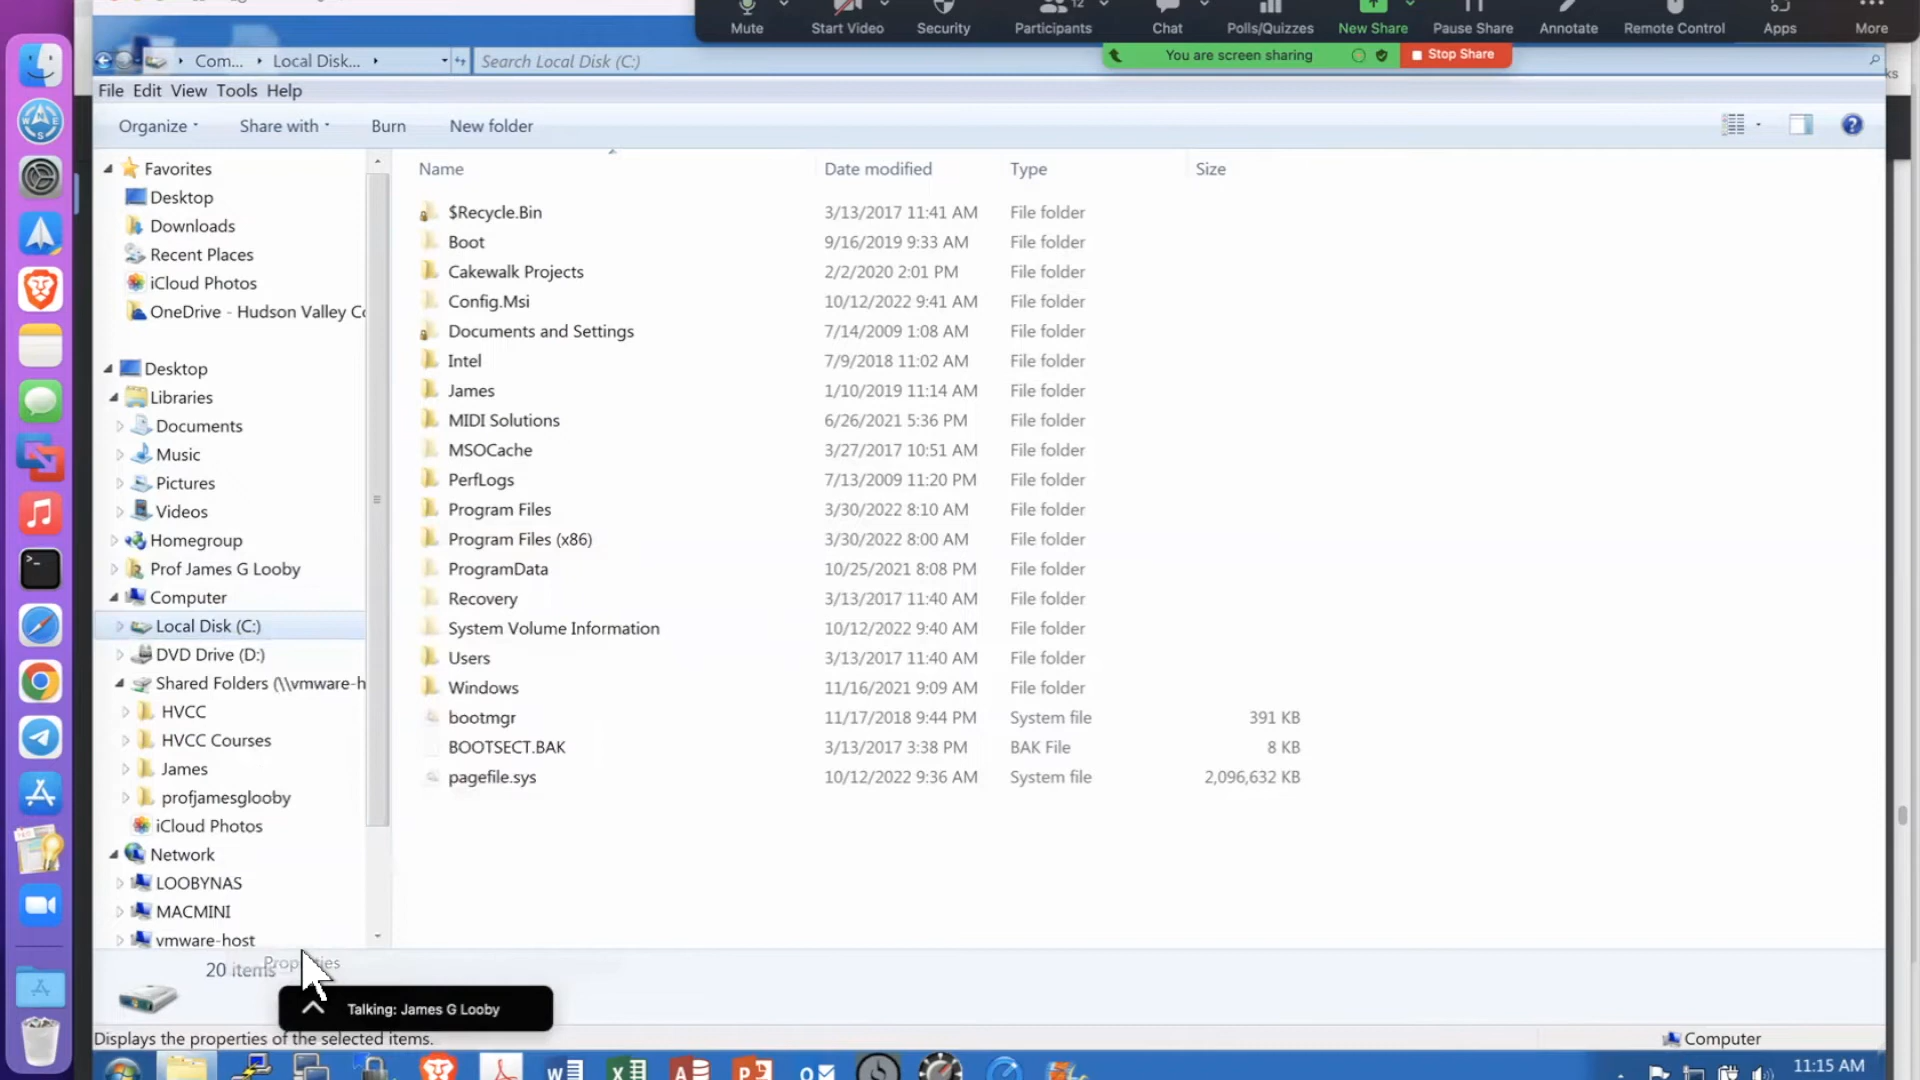 Mute
Start Video
Security
Participants
12
Chat
Polls/Quizzes
New Share
Pause Share
Annotate
Remote Control
Apps
More
You are screen sharing
Stop Share
Com...
Local Disk...
Search Local Disk (C:)
ks
File Edit View Tools Help
Organize
Share with
Burn
New folder
Favorites
Desktop
Downloads
Recent Places
iCloud Photos
OneDrive - Hudson Valley Co
Desktop
Libraries
Documents
Music
Pictures
Videos
Homegroup
Prof James G Looby
Computer
Local Disk (C:)
DVD Drive (D:)
Shared Folders (\\vmware-h
HVCC
HVCC Courses
James
profjamesglooby
iCloud Photos
Network
LOOBYNAS
MACMINI
vmware-host
Name Date modified Type Size
$Recycle.Bin 3/13/2017 11:41 AM File folder
Boot 9/16/2019 9:33 AM File folder
Cakewalk Projects 2/2/2020 2:01 PM File folder
Config.Msi 10/12/2022 9:41 AM File folder
Documents and Settings 7/14/2009 1:08 AM File folder
Intel 7/9/2018 11:02 AM File folder
James 1/10/2019 11:14 AM File folder
MIDI Solutions 6/26/2021 5:36 PM File folder
MSOCache 3/27/2017 10:51 AM File folder
PerfLogs 7/13/2009 11:20 PM File folder
Program Files 3/30/2022 8:10 AM File folder
Program Files (x86) 3/30/2022 8:00 AM File folder
ProgramData 10/25/2021 8:08 PM File folder
Recovery 3/13/2017 11:40 AM File folder
System Volume Information 10/12/2022 9:40 AM File folder
Users 3/13/2017 11:40 AM File folder
Windows 11/16/2021 9:09 AM File folder
bootmgr 11/17/2018 9:44 PM System file 391 KB
BOOTSECT.BAK 3/13/2017 3:38 PM BAK File 8 KB
pagefile.sys 10/12/2022 9:36 AM System file 2,096,632 KB
20 items
Properties
Talking: James G Looby
Displays the properties of the selected items.
Computer
11:15 AM